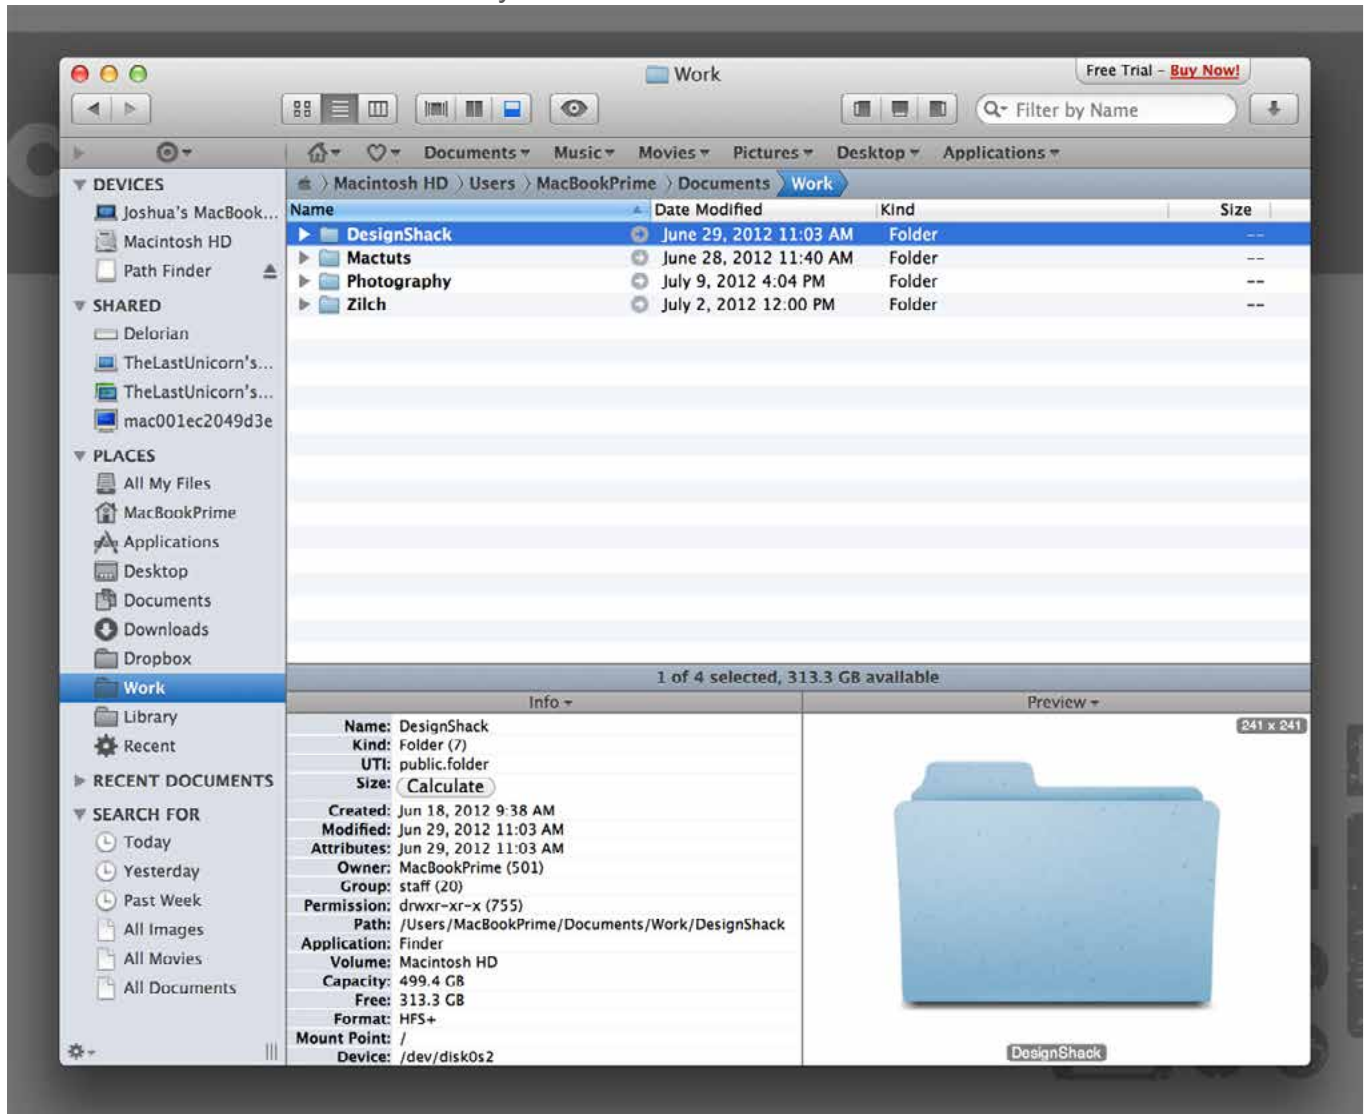 Work
Free Trial - Buy Now!
Filter by Name
Documents Music Movies Pictures Desktop Applications
Macintosh HD Users MacBookPrime Documents Work
Name Date Modified Kind Size
DesignShack June 29, 2012 11:03 AM Folder --
Mactuts June 28, 2012 11:40 AM Folder --
Photography July 9, 2012 4:04 PM Folder --
Zilch July 2, 2012 12:00 PM Folder --
DEVICES
Joshua's MacBook...
Macintosh HD
Path Finder
SHARED
Delorian
TheLastUnicorn's...
TheLastUnicorn's...
mac001ec2049d3e
PLACES
All My Files
MacBookPrime
Applications
Desktop
Documents
Downloads
Dropbox
Work
Library
Recent
RECENT DOCUMENTS
SEARCH FOR
Today
Yesterday
Past Week
All Images
All Movies
All Documents
1 of 4 selected, 313.3 GB available
Info
Name: DesignShack
Kind: Folder (7)
UTI: public.folder
Size: Calculate
Created: Jun 18, 2012 9:38 AM
Modified: Jun 29, 2012 11:03 AM
Attributes: Jun 29, 2012 11:03 AM
Owner: MacBookPrime (501)
Group: staff (20)
Permission: drwxr-xr-x (755)
Path: /Users/MacBookPrime/Documents/Work/DesignShack
Application: Finder
Volume: Macintosh HD
Capacity: 499.4 GB
Free: 313.3 GB
Format: HFS+
Mount Point: /
Device: /dev/disk0s2
Preview
241 x 241
DesignShack